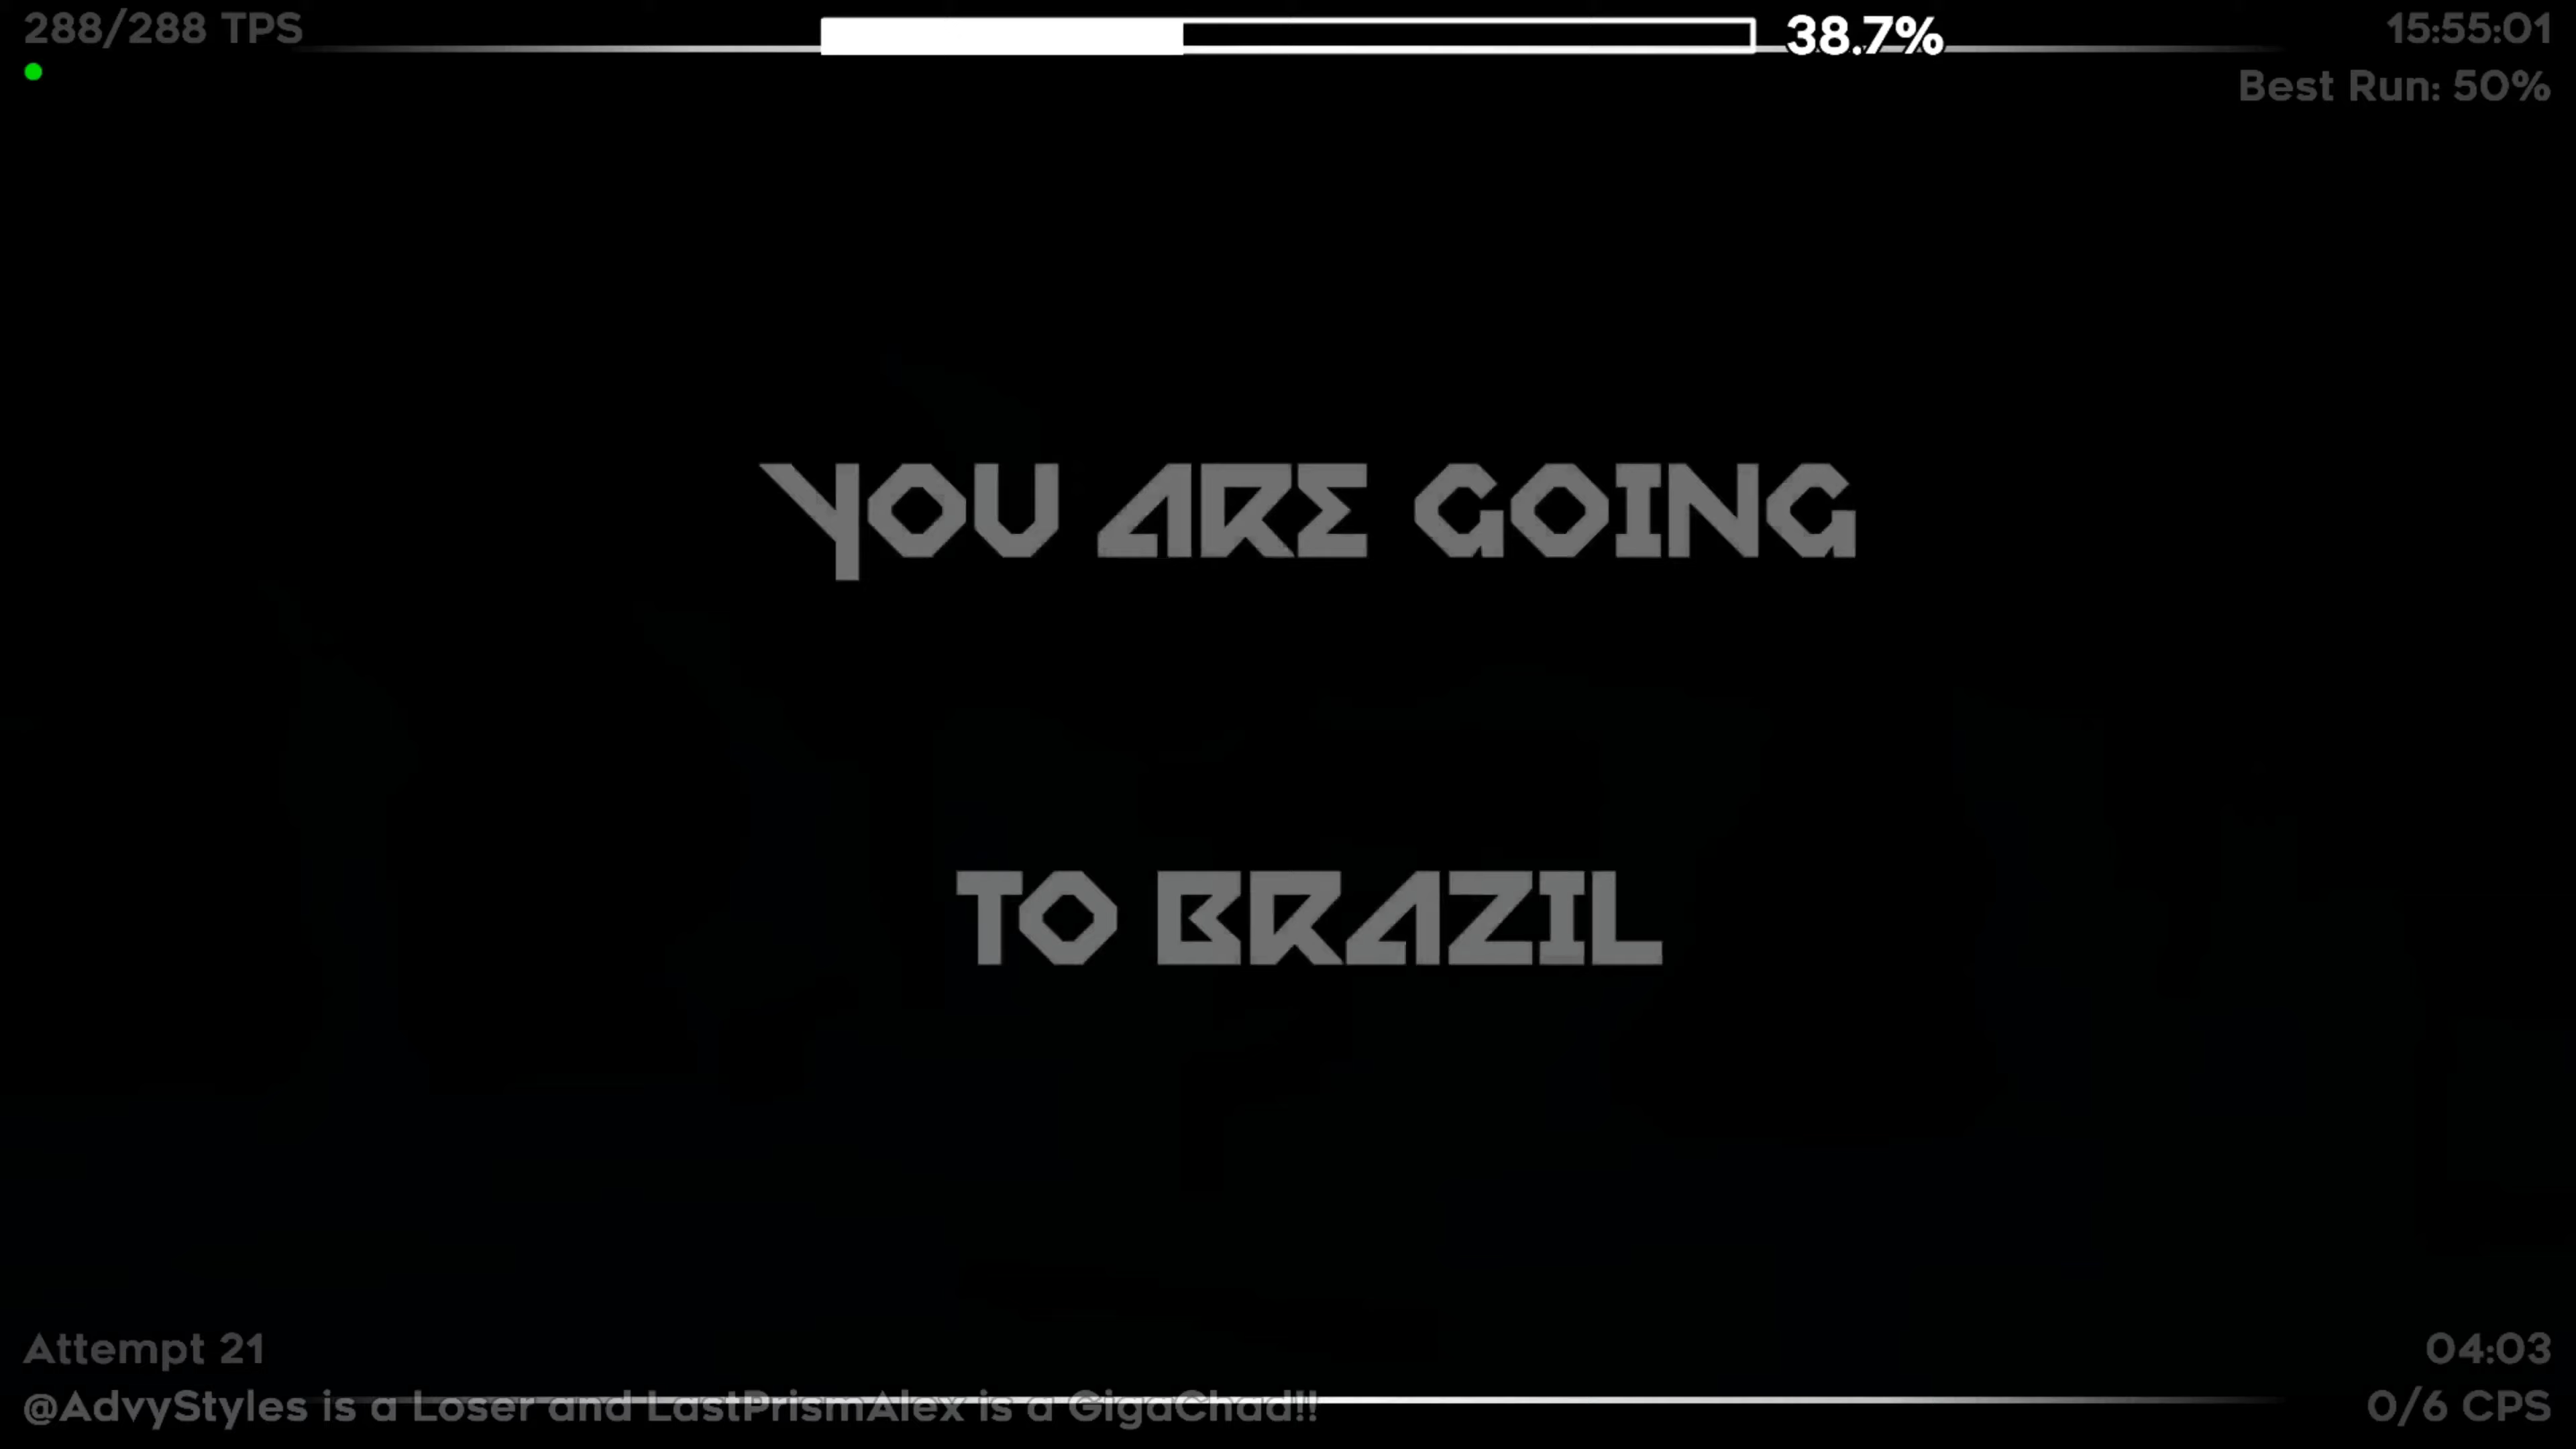 288/288 TPS
38.7%
15:55:01
Best Run: 50%
YOU ARE GOING
TO BRAZIL
Attempt 21
04:03
@AdvyStyles is a Loser and LastPrismAlex is a GigaChad!!
0/6 CPS